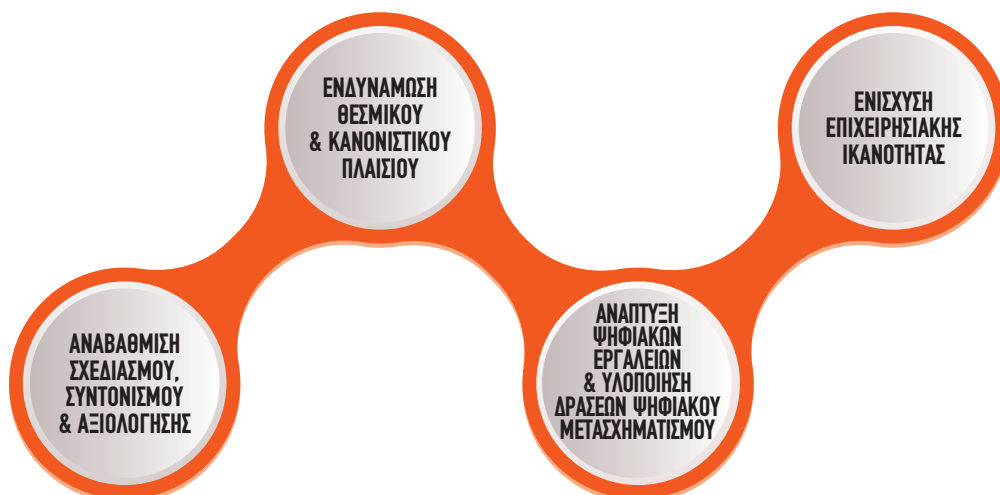 ΑΝΑΒΑΘΜΙΣΗ
ΣΧΕΔΙΑΣΜΟΥ,
ΣΥΝΤΟΝΙΣΜΟΥ
& ΑΞΙΟΛΟΓΗΣΗΣ
ΕΝΔΥΝΑΜΩΣΗ
ΘΕΣΜΙΚΟΥ
& ΚΑΝΟΝΙΣΤΙΚΟΥ
ΠΛΑΙΣΙΟΥ
ΑΝΑΠΤΥΞΗ
ΨΗΦΙΑΚΩΝ
ΕΡΓΑΛΕΙΩΝ
& ΥΛΟΠΟΙΗΣΗ
ΔΡΑΣΕΩΝ ΨΗΦΙΑΚΟΥ
ΜΕΤΑΣΧΗΜΑΤΙΣΜΟΥ
ΕΝΙΣΧΥΣΗ
ΕΠΙΧΕΙΡΗΣΙΑΚΗΣ
ΙΚΑΝΟΤΗΤΑΣ